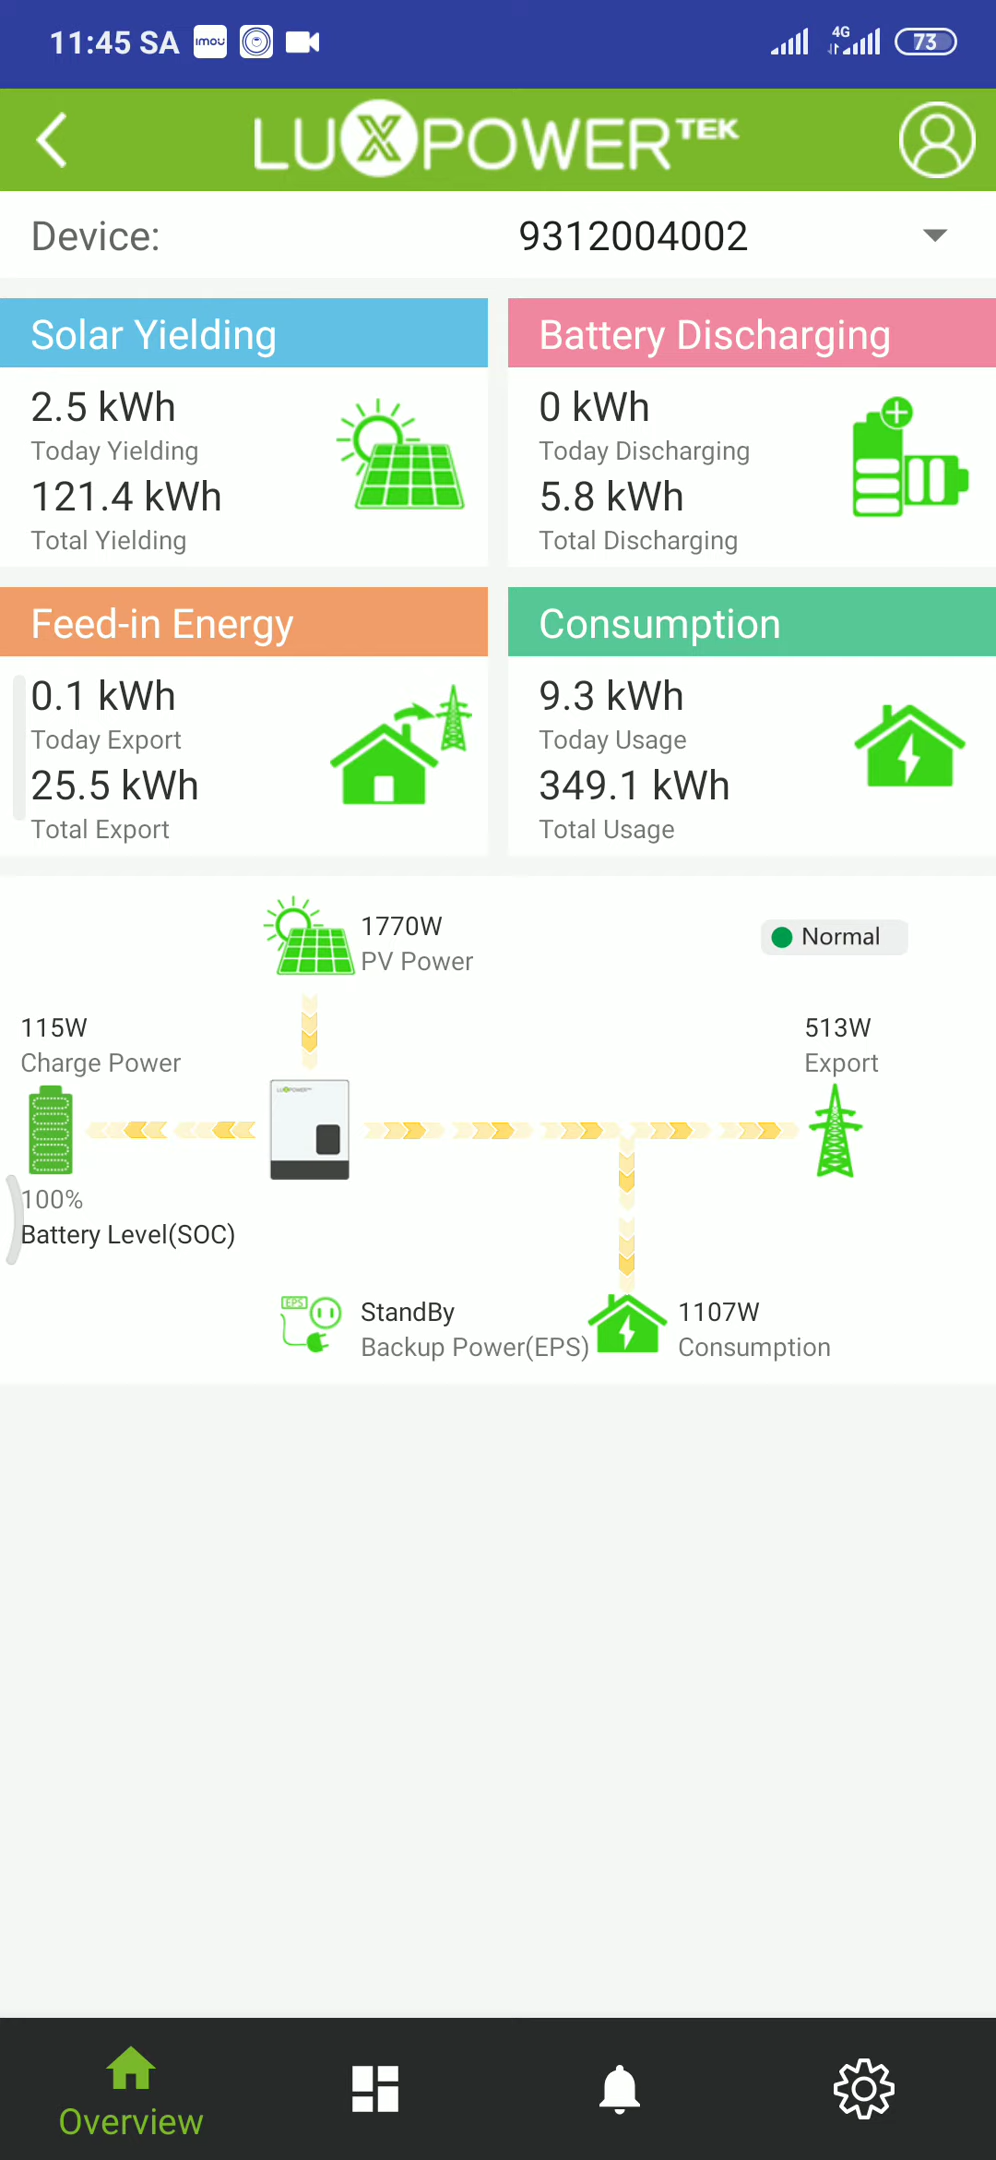 11:45 SA imou 4G 73
LUXPOWERTEK
Device: 9312004002
Solar Yielding
2.5 kWh
Today Yielding
121.4 kWh
Total Yielding
Battery Discharging
0 kWh
Today Discharging
5.8 kWh
Total Discharging
Feed-in Energy
0.1 kWh
Today Export
25.5 kWh
Total Export
Consumption
9.3 kWh
Today Usage
349.1 kWh
Total Usage
1770W
PV Power
Normal
115W
Charge Power
513W
Export
LUXPOWERTEK
100%
Battery Level(SOC)
EPS
StandBy
Backup Power(EPS)
1107W
Consumption
Overview